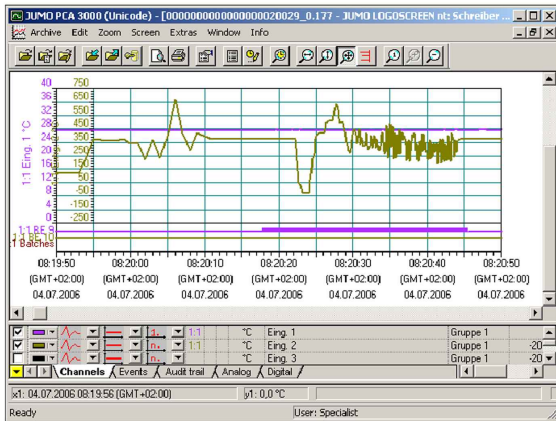 JUMO PCA 3000 (Unicode) - [00000000000000000020029_0.177 - JUMO LOGOSCREEN nt: Schreiber ...
Archive Edit Zoom Screen Extras Window Info
40 750
36 650
32 550
28 450
24 350
20 250
16 150
12 50
8 -50
4 -150
0 -250
1:1 Eing. 1 °C
1:1 BE 9
1:1 BE 10
1 Batches
08:19:50 08:20:00 08:20:10 08:20:20 08:20:30 08:20:40 08:20:50
(GMT+02:00) (GMT+02:00) (GMT+02:00) (GMT+02:00) (GMT+02:00) (GMT+02:00) (GMT+02:00)
04.07.2006 04.07.2006 04.07.2006 04.07.2006 04.07.2006 04.07.2006 04.07.2006
1. 1:1 °C Eing. 1 Gruppe 1
n. 1:1 °C Eing. 2 Gruppe 1 -20
n. °C Eing. 3 Gruppe 1 -20
Channels Events Audit trail Analog Digital
x1: 04.07.2006 08:19:56 (GMT+02:00) y1: 0,0 °C
Ready User: Specialist